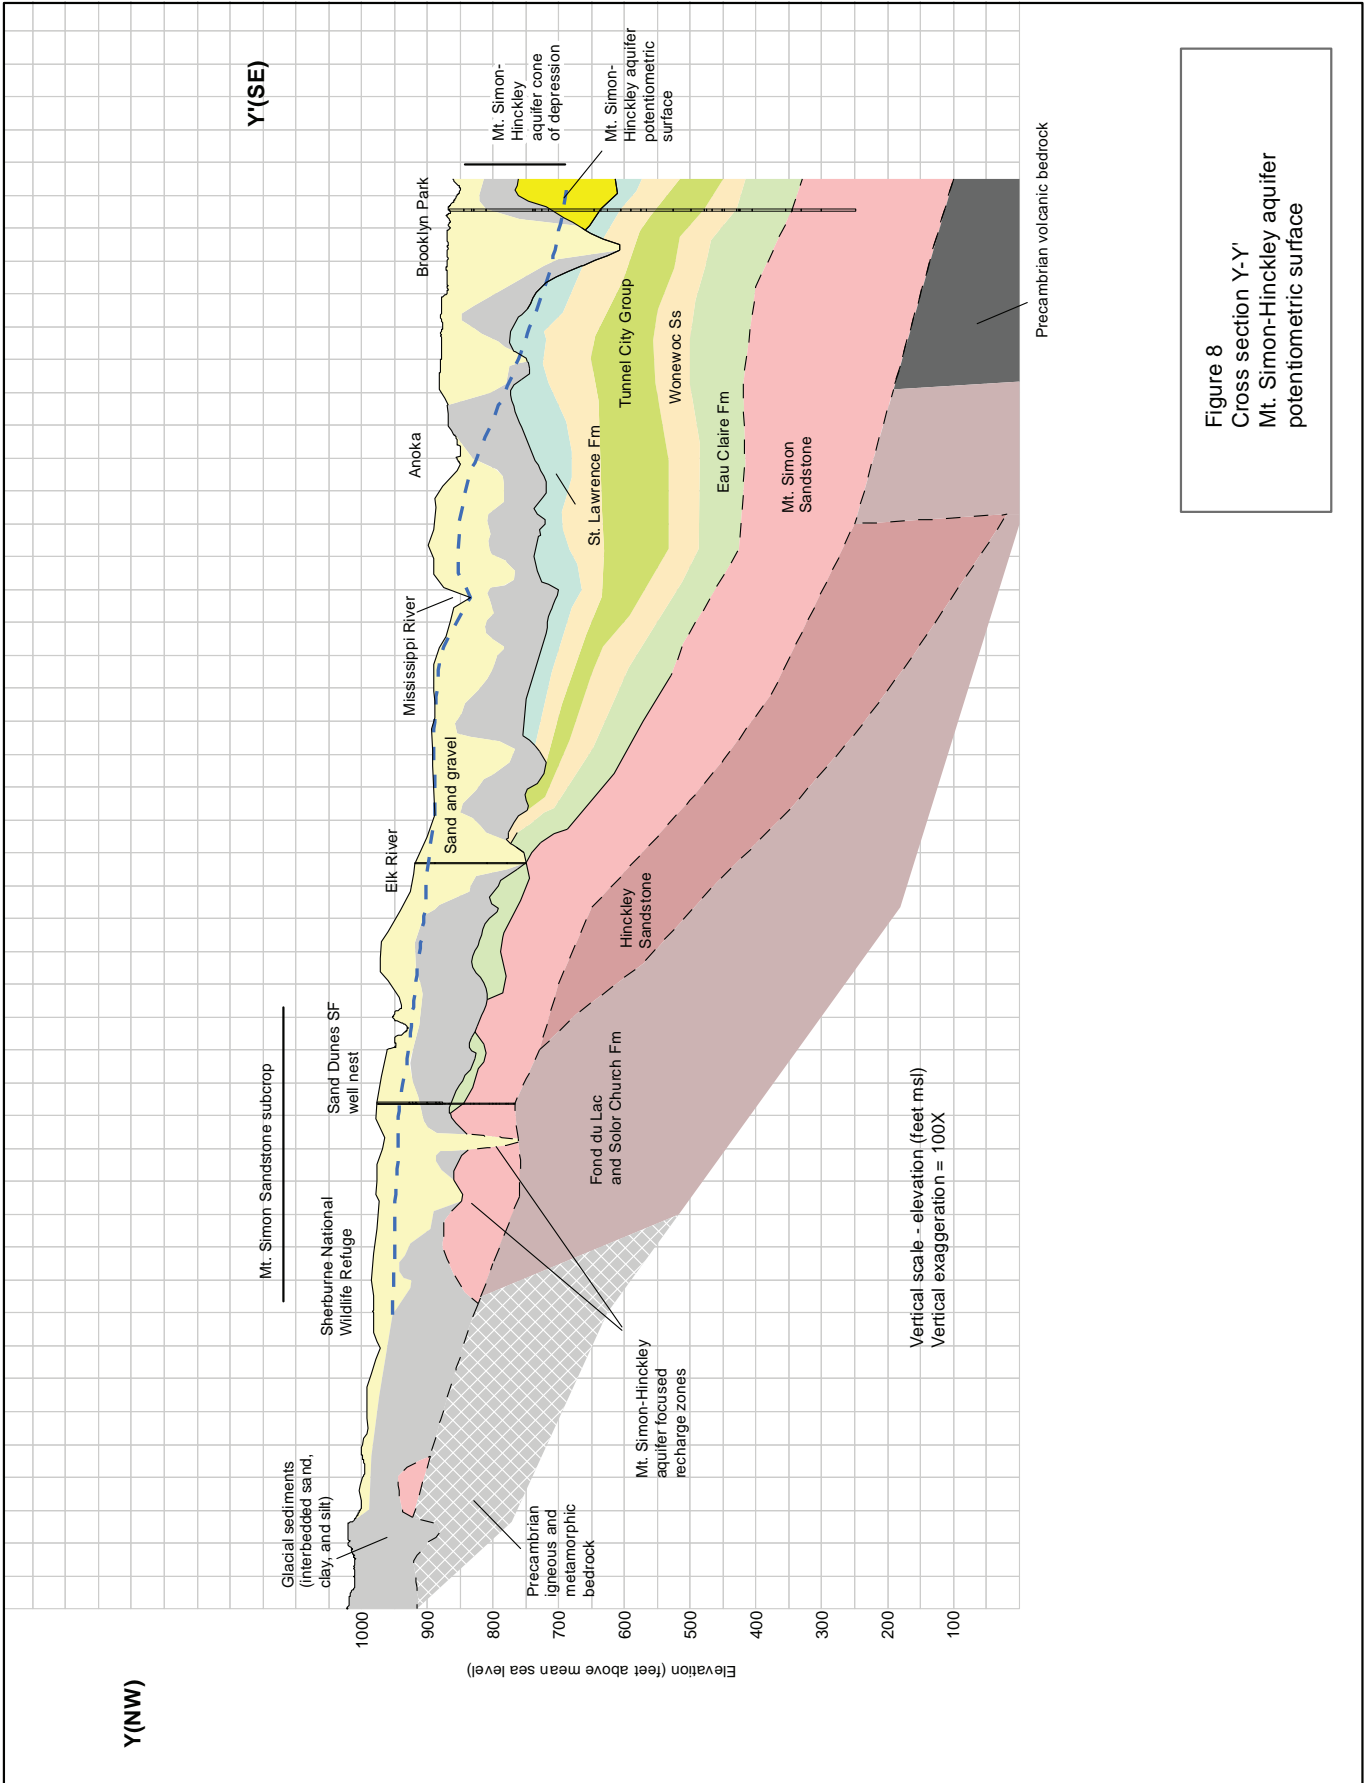 Y(NW)
Y'(SE)
Mt. Simon Sandstone subcrop
Glacial sediments
(interbedded sand,
clay, and silt)
Sherburne National
Wildlife Refuge
Sand Dunes SF
well nest
Elk River
Mississippi River
Anoka
Brooklyn Park
Mt. Simon-
Hinckley
aquifer cone
of depression
Mt. Simon-
Hinckley aquifer
potentiometric
surface
Sand and gravel
St. Lawrence Fm
Tunnel City Group
Wonewoc Ss
Eau Claire Fm
Mt. Simon
Sandstone
Hinckley
Sandstone
Fond du Lac
and Solor Church Fm
Precambrian
igneous and
metamorphic
bedrock
Mt. Simon-Hinckley
aquifer focused
recharge zones
Precambrian volcanic bedrock
1000
900
800
700
600
500
400
300
200
100
Elevation (feet above mean sea level)
Vertical scale - elevation (feet msl)
Vertical exaggeration = 100X
Figure 8
Cross section Y-Y'
Mt. Simon-Hinckley aquifer
potentiometric surface